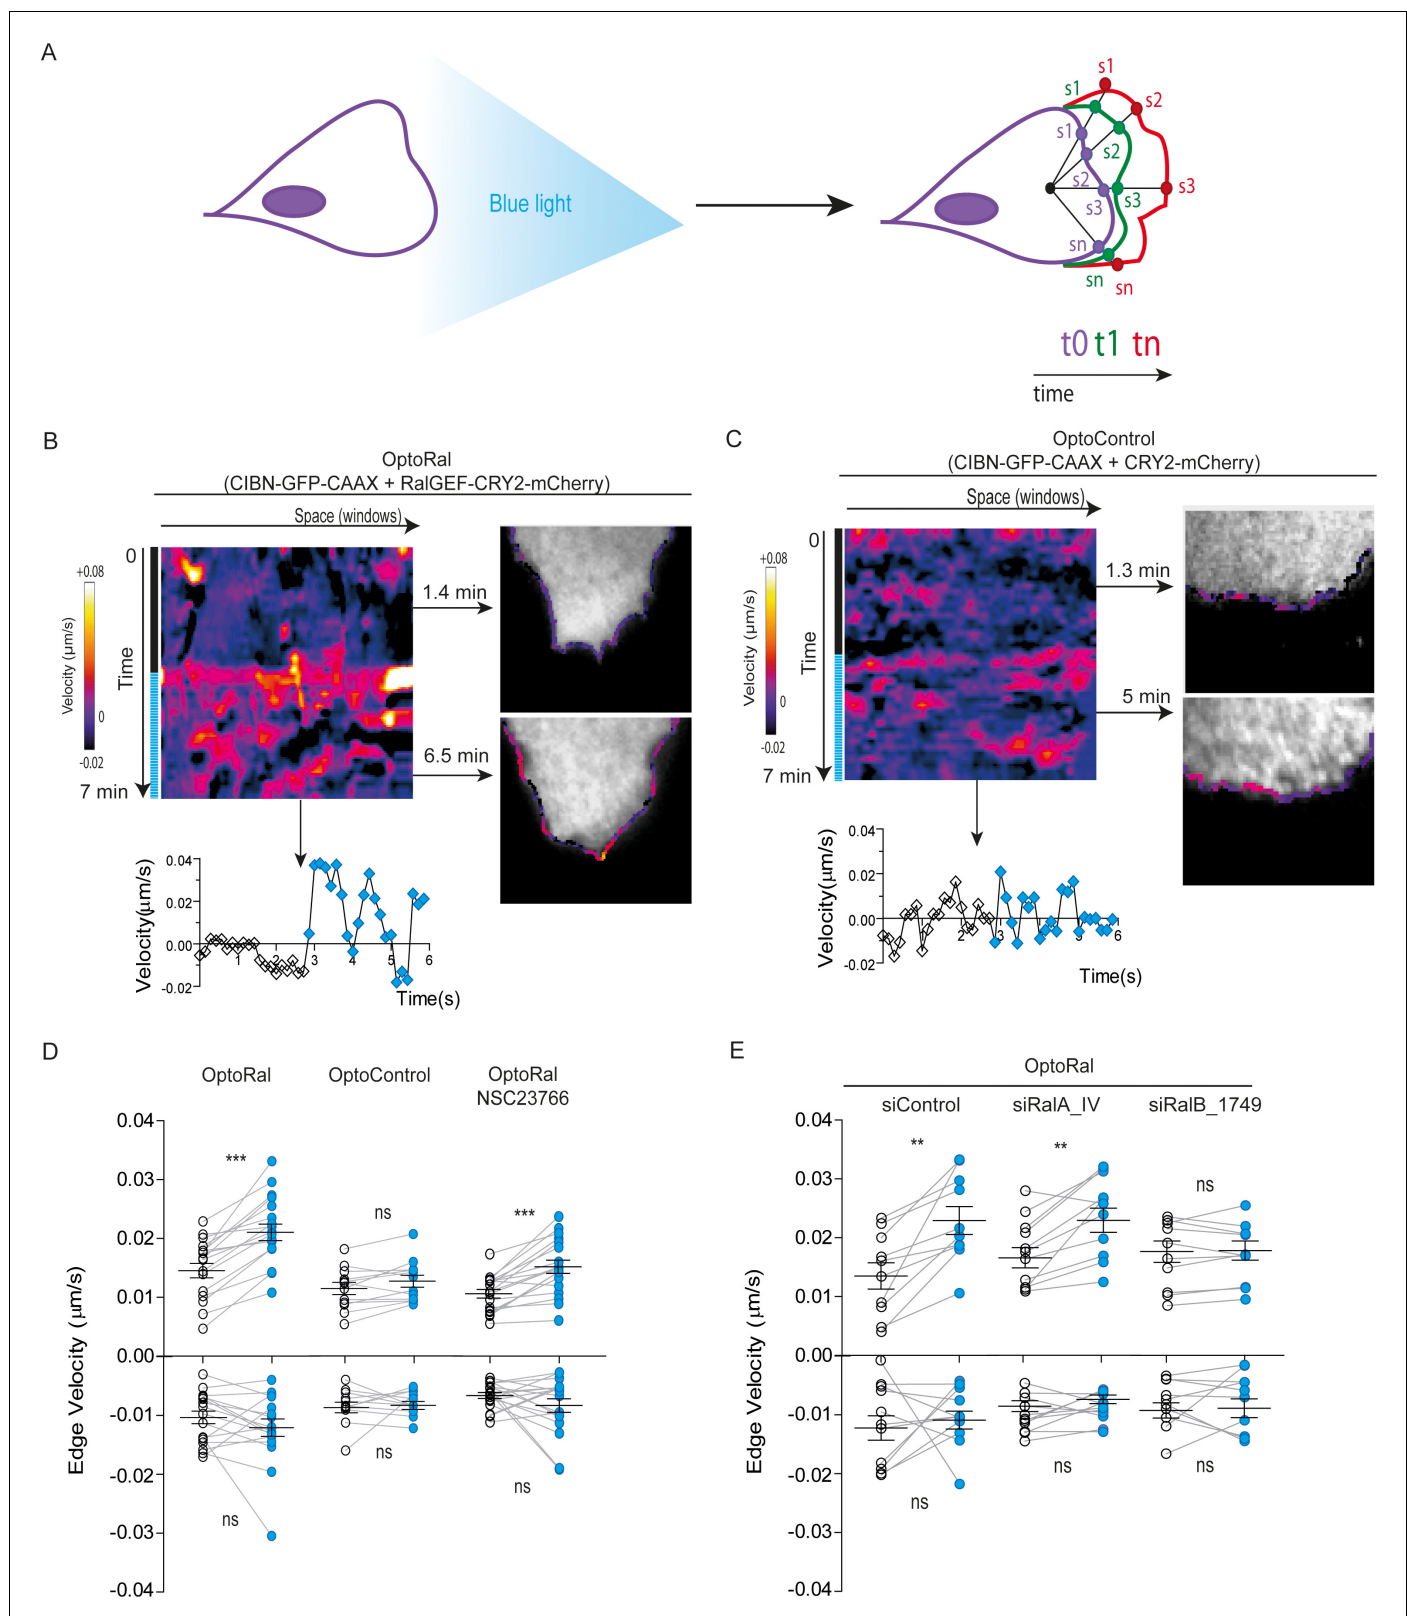 A
Blue light
s1
s1
s2
s1
s2
s2
s3
s3
s3
sn
sn
sn
t0 t1 tn
time
B
OptoRal
(CIBN-GFP-CAAX + RalGEF-CRY2-mCherry)
Space (windows)
0
+0.08
Velocity (μm/s)
0
-0.02
Time
7 min
1.4 min
6.5 min
0.04
0.02
0.00
-0.02
Velocity(μm/s)
1
2
3
4
5
6
Time(s)
C
OptoControl
(CIBN-GFP-CAAX + CRY2-mCherry)
Space (windows)
0
+0.08
Velocity (μm/s)
0
-0.02
Time
7 min
1.3 min
5 min
0.04
0.02
0.00
-0.02
Velocity(μm/s)
2
3
5
6
Time(s)
D
OptoRal
OptoControl
OptoRal
NSC23766
0.04
0.03
0.02
0.01
0.00
-0.01
-0.02
-0.03
-0.04
Edge Velocity (μm/s)
***
ns
***
ns
ns
ns
E
OptoRal
siControl
siRalA_IV
siRalB_1749
0.04
0.03
0.02
0.01
0.00
-0.01
-0.02
-0.03
-0.04
Edge Velocity (μm/s)
**
**
ns
ns
ns
ns